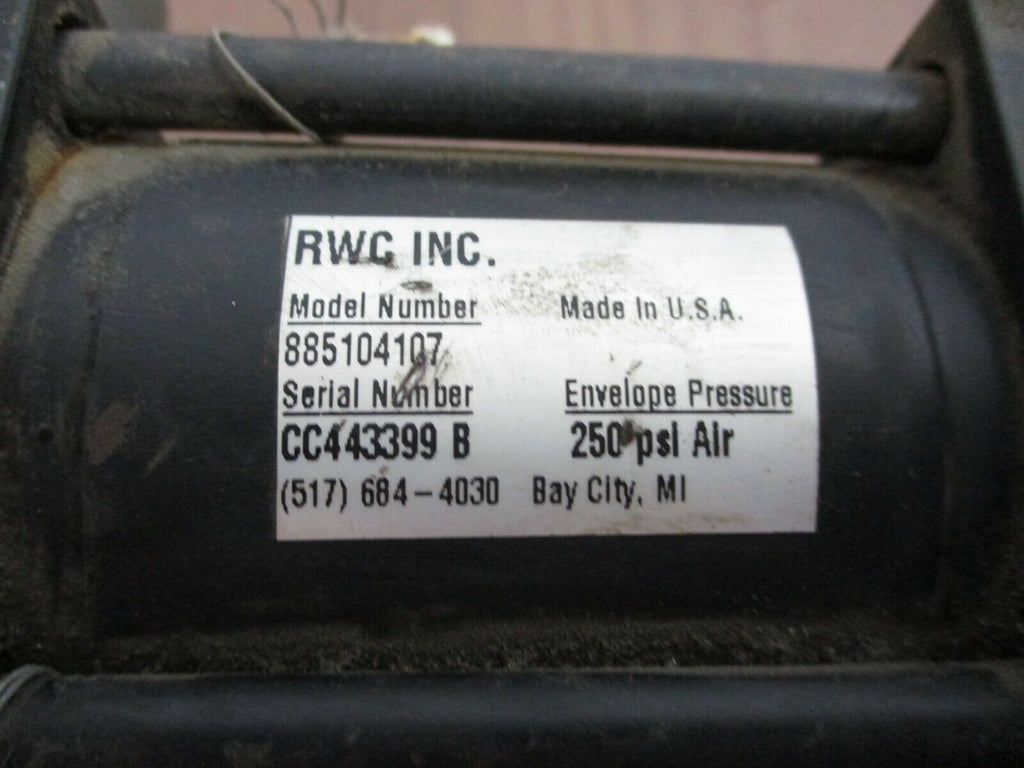 RWC INC.
Model Number Made In U.S.A.
885104107
Serial Number Envelope Pressure
CC443399 B 250 psi Air
(517) 684-4030 Bay City, MI